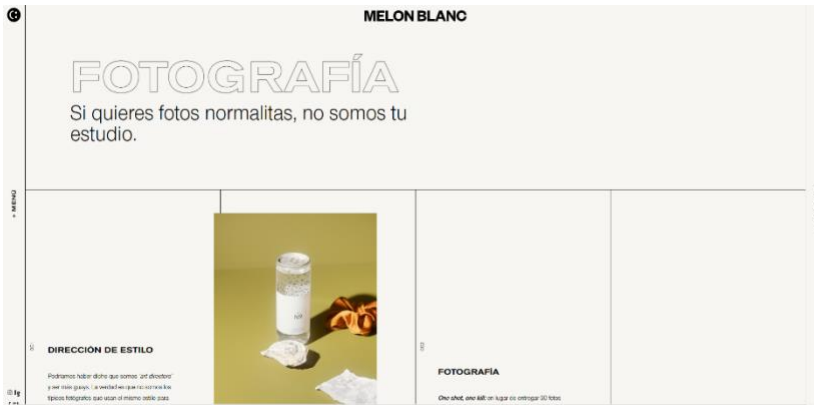 MELON BLANC
FOTOGRAFÍA
Si quieres fotos normalitas, no somos tu
estudio.
+ MENÚ
DIRECCIÓN DE ESTILO
Podríamos haber dicho que somos 'art directors'
y ser más guays. La verdad es que no somos los
típicos fotógrafos que usan el mismo estilo para
FOTOGRAFÍA
One shot, one kill: en lugar de entregar 30 fotos